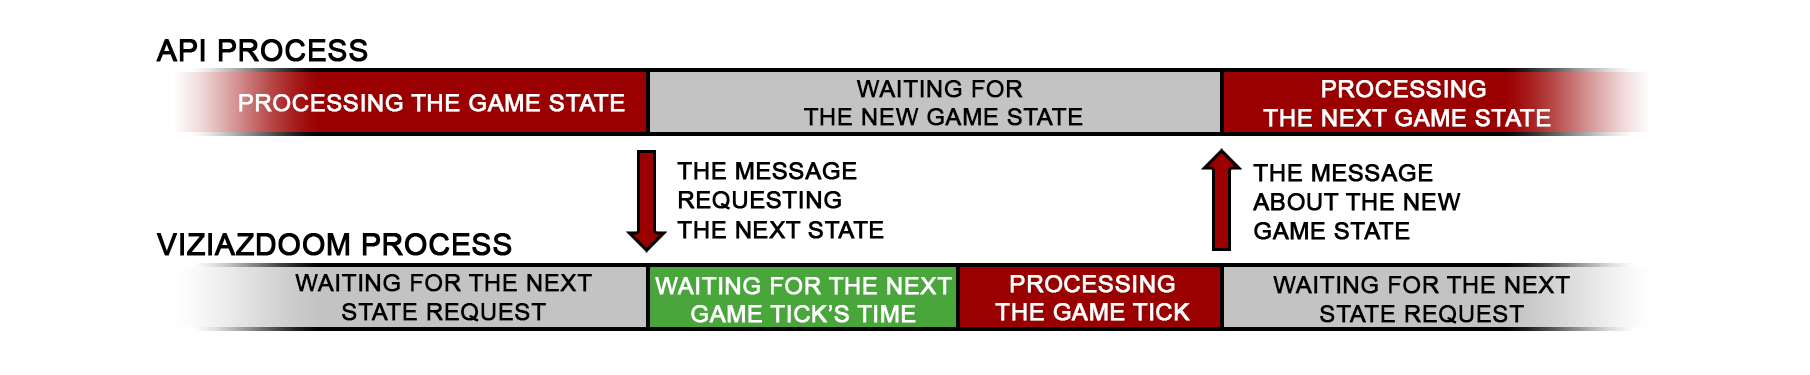 API PROCESS
PROCESSING THE GAME STATE
WAITING FOR
THE NEW GAME STATE
PROCESSING
THE NEXT GAME STATE
THE MESSAGE
REQUESTING
THE NEXT STATE
THE MESSAGE
ABOUT THE NEW
GAME STATE
VIZIAZDOOM PROCESS
WAITING FOR THE NEXT
STATE REQUEST
WAITING FOR THE NEXT
GAME TICK’S TIME
PROCESSING
THE GAME TICK
WAITING FOR THE NEXT
STATE REQUEST